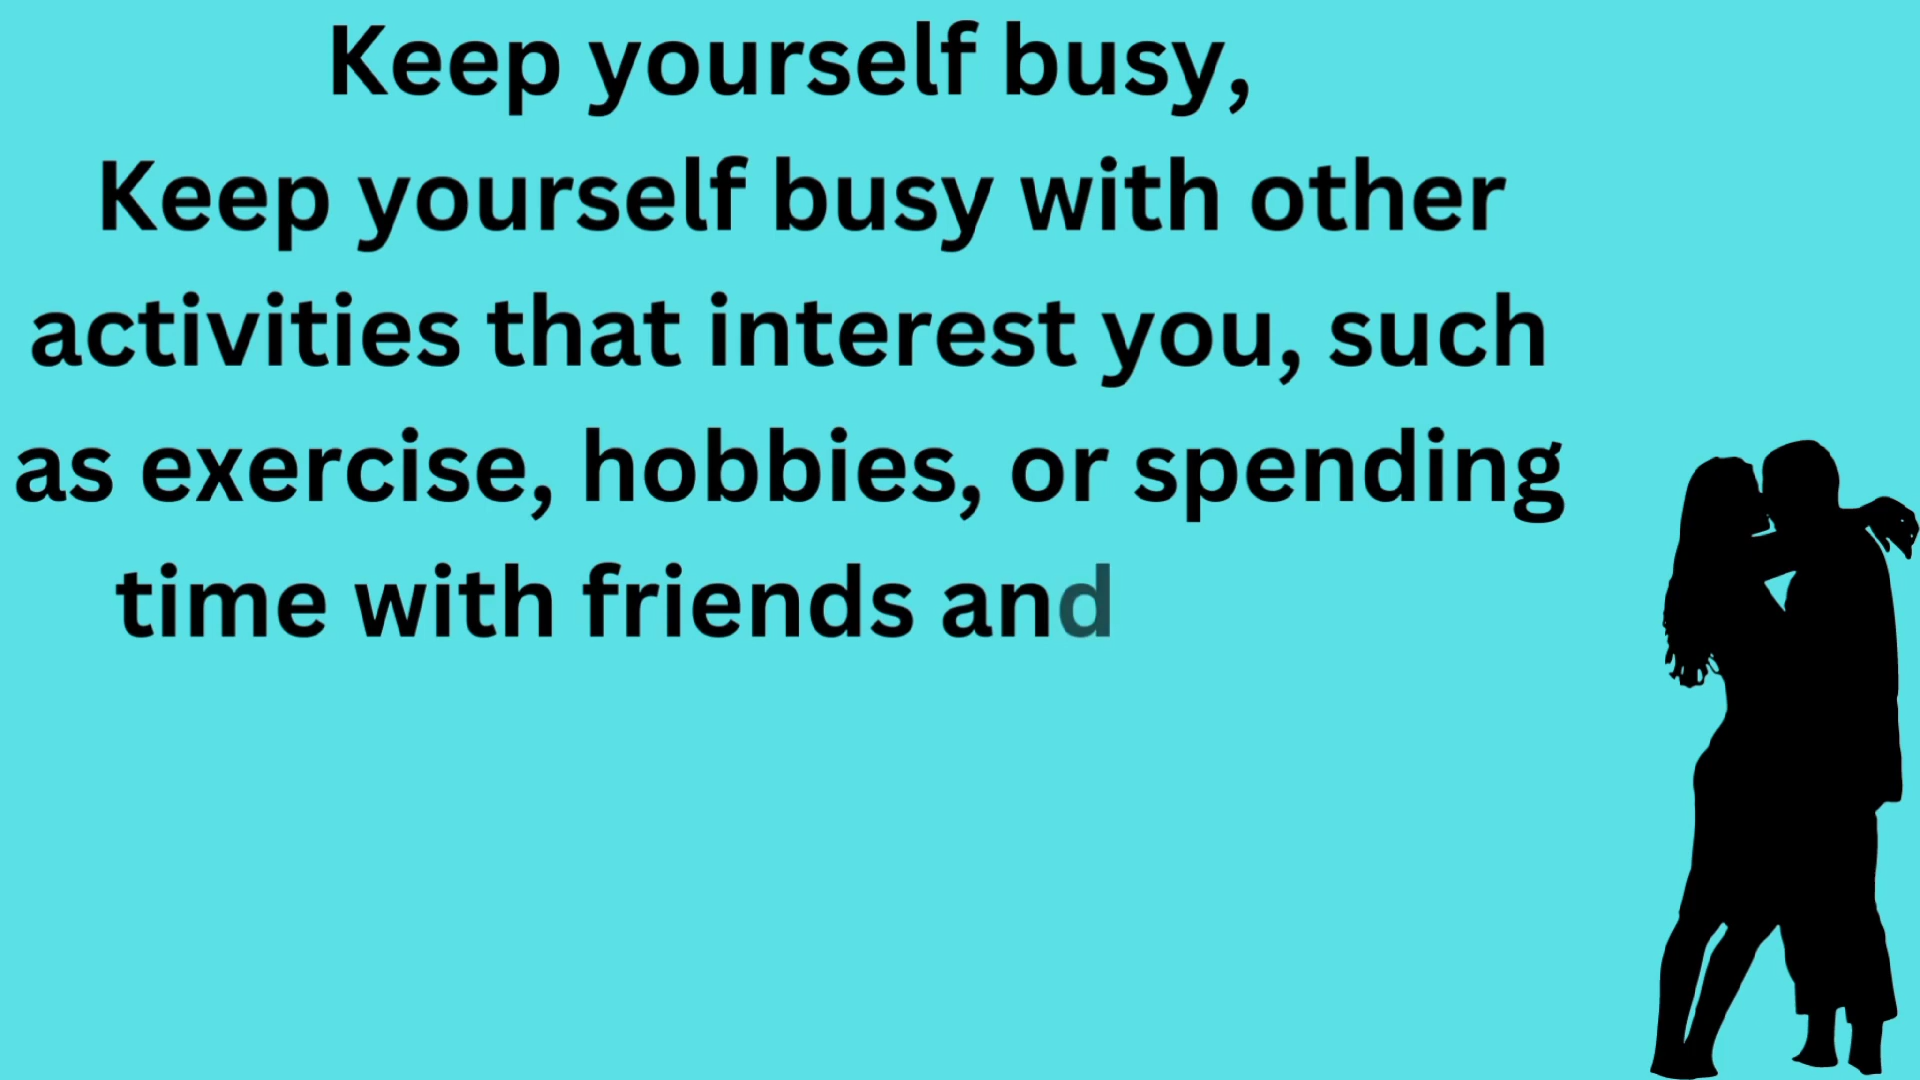 Keep yourself busy,
Keep yourself busy with other
activities that interest you, such
as exercise, hobbies, or spending
time with friends and